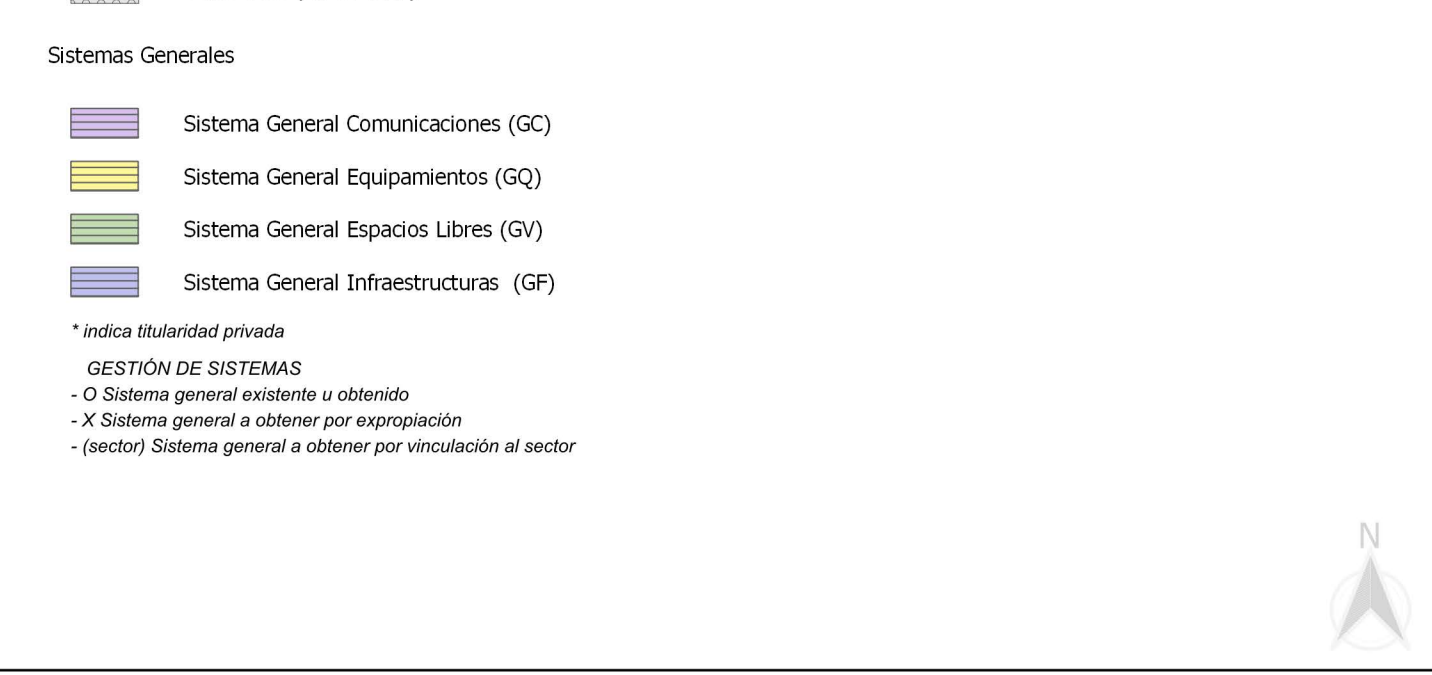 Sistemas Generales
Sistema General Comunicaciones (GC)
Sistema General Equipamientos (GQ)
Sistema General Espacios Libres (GV)
Sistema General Infraestructuras (GF)
* indica titularidad privada
GESTIÓN DE SISTEMAS
- O Sistema general existente u obtenido
- X Sistema general a obtener por expropiación
- (sector) Sistema general a obtener por vinculación al sector
N